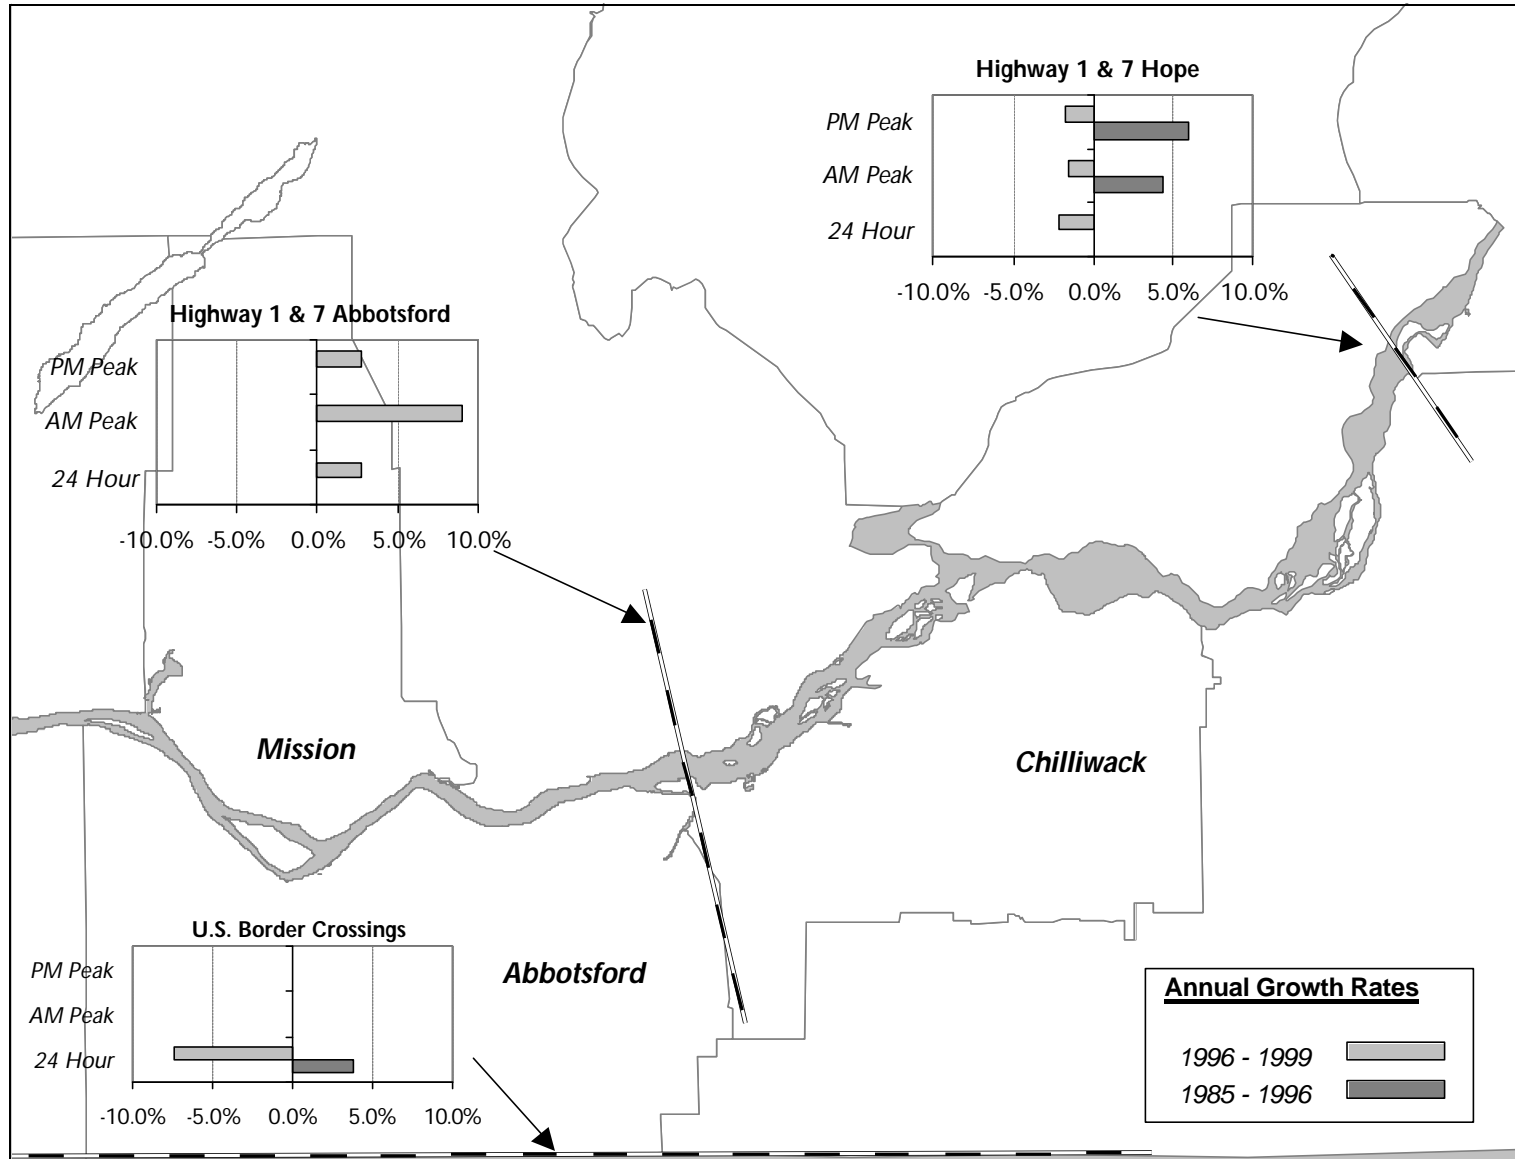 Highway 1 & 7 Hope
PM Peak
AM Peak
24 Hour
-10.0% -5.0% 0.0% 5.0% 10.0%
Highway 1 & 7 Abbotsford
PM Peak
AM Peak
24 Hour
-10.0% -5.0% 0.0% 5.0% 10.0%
Mission
Chilliwack
U.S. Border Crossings
PM Peak
AM Peak
24 Hour
-10.0% -5.0% 0.0% 5.0% 10.0%
Abbotsford
Annual Growth Rates
1996 - 1999
1985 - 1996